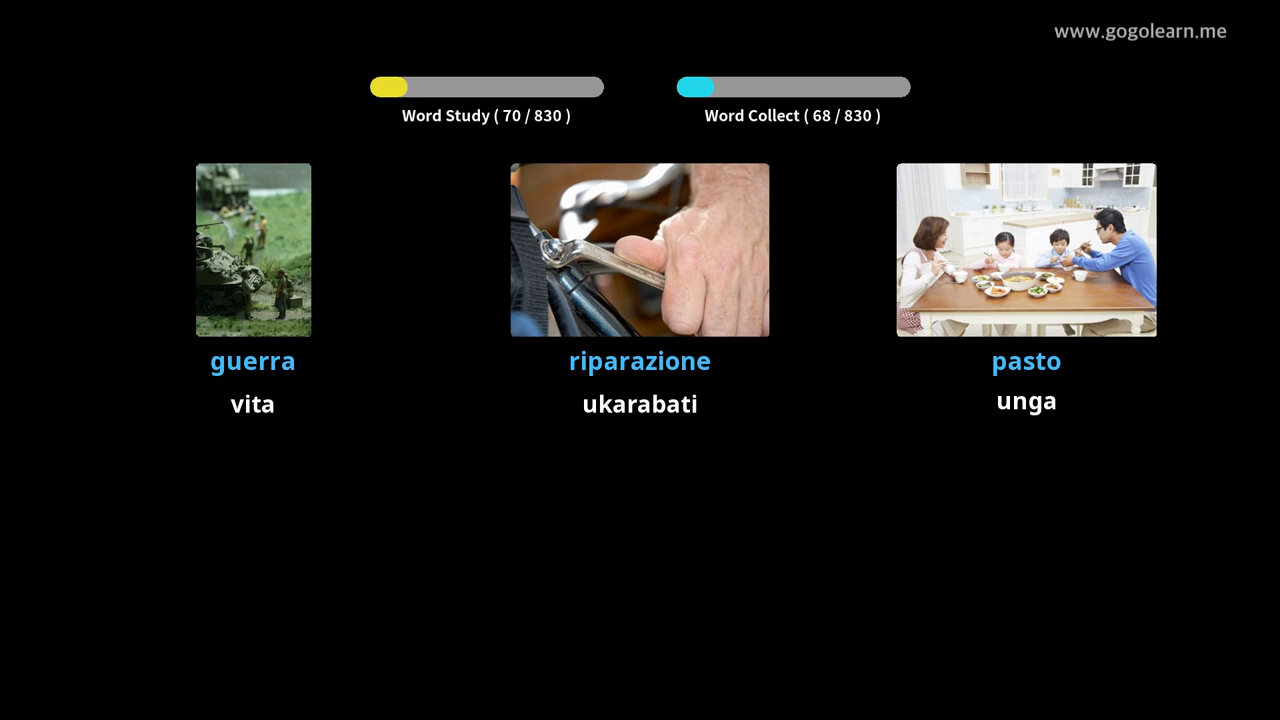 www.gogolearn.me
Word Study ( 70 / 830 )
Word Collect ( 68 / 830 )
guerra
riparazione
pasto
vita
ukarabati
unga